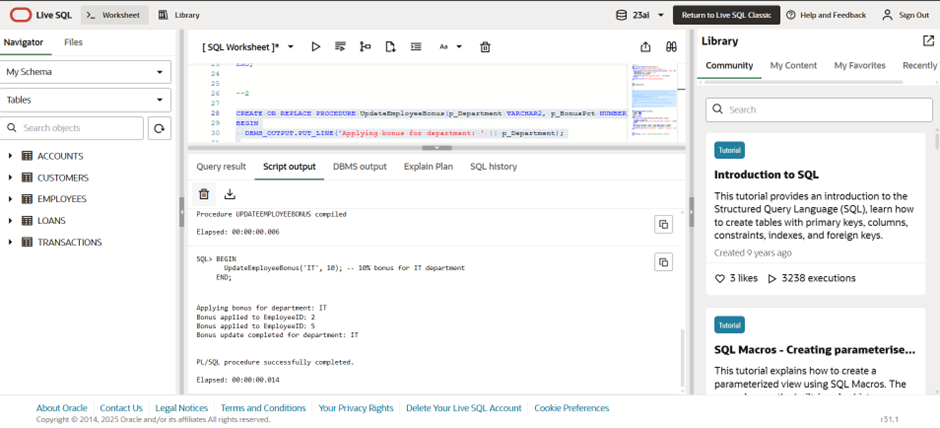 Live SQL
Worksheet
Library
23ai
Return to Live SQL Classic
Help and Feedback
Sign Out
Navigator
Files
My Schema
Tables
Search objects
ACCOUNTS
CUSTOMERS
EMPLOYEES
LOANS
TRANSACTIONS
[ SQL Worksheet ]*
Aa
23 END;
24
25
26 --2
27
28 CREATE OR REPLACE PROCEDURE UpdateEmployeeBonus(p_Department VARCHAR2, p_BonusPct NUMBER
29 BEGIN
30 DBMS_OUTPUT.PUT_LINE('Applying bonus for department: ' || p_Department);
Query result
Script output
DBMS output
Explain Plan
SQL history
Procedure UPDATEEMPLOYEEBONUS compiled
Elapsed: 00:00:00.006
SQL> BEGIN
UpdateEmployeeBonus('IT', 10); -- 10% bonus for IT department
END;
Applying bonus for department: IT
Bonus applied to EmployeeID: 2
Bonus applied to EmployeeID: 5
Bonus update completed for department: IT
PL/SQL procedure successfully completed.
Elapsed: 00:00:00.014
Library
Community
My Content
My Favorites
Recently
Search
Tutorial
Introduction to SQL
This tutorial provides an introduction to the
Structured Query Language (SQL), learn how
to create tables with primary keys, columns,
constraints, indexes, and foreign keys.
Created 9 years ago
3 likes
3238 executions
Tutorial
SQL Macros - Creating parameterise...
This tutorial explains how to create a
parameterized view using SQL Macros. The
About Oracle
Contact Us
Legal Notices
Terms and Conditions
Your Privacy Rights
Delete Your Live SQL Account
Cookie Preferences
Copyright © 2014, 2025 Oracle and/or its affiliates All rights reserved.
r31.1